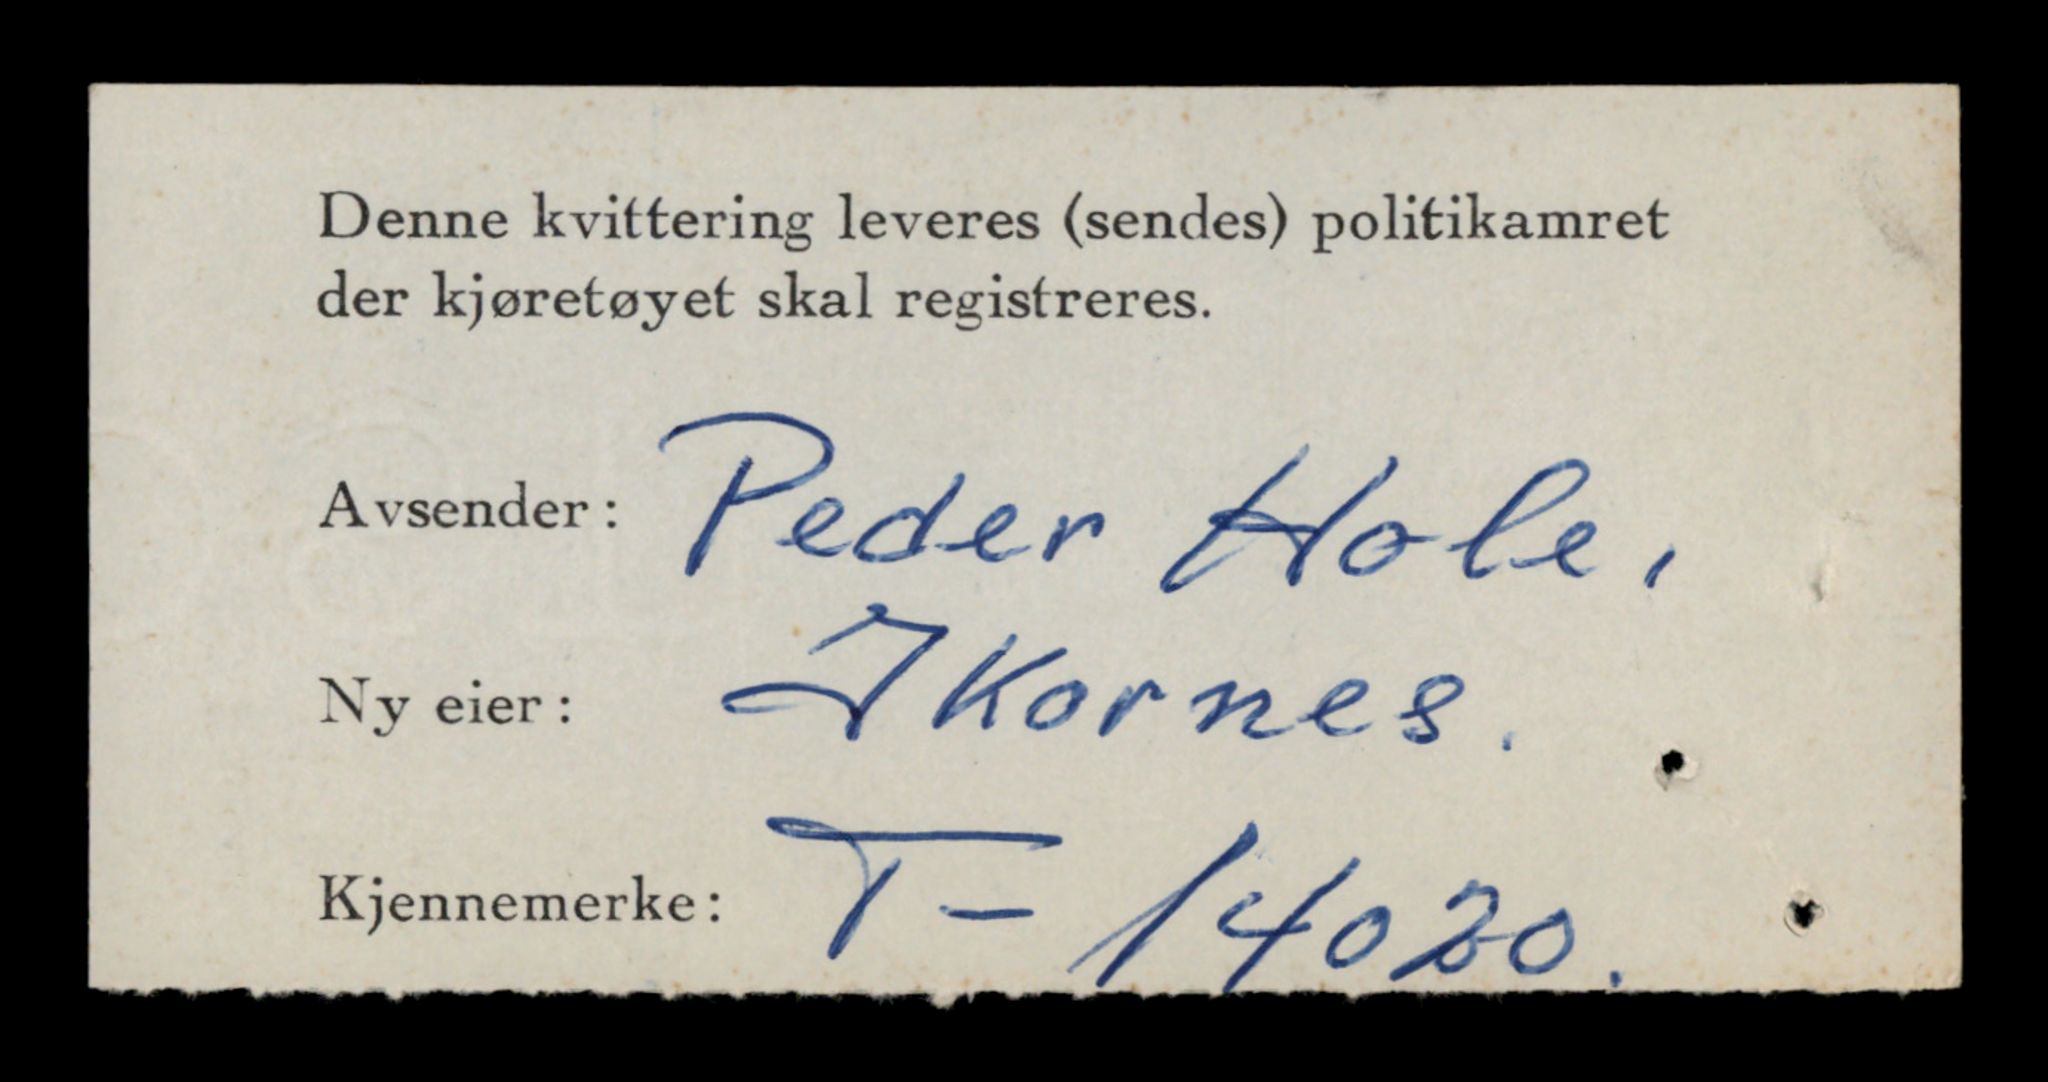 Denne kvittering leveres (sendes) politikamret
der kjøretøyet skal registreres.
Avsender: Peder Hole,
Ny eier: Ikornes.
Kjennemerke: T- 14020.